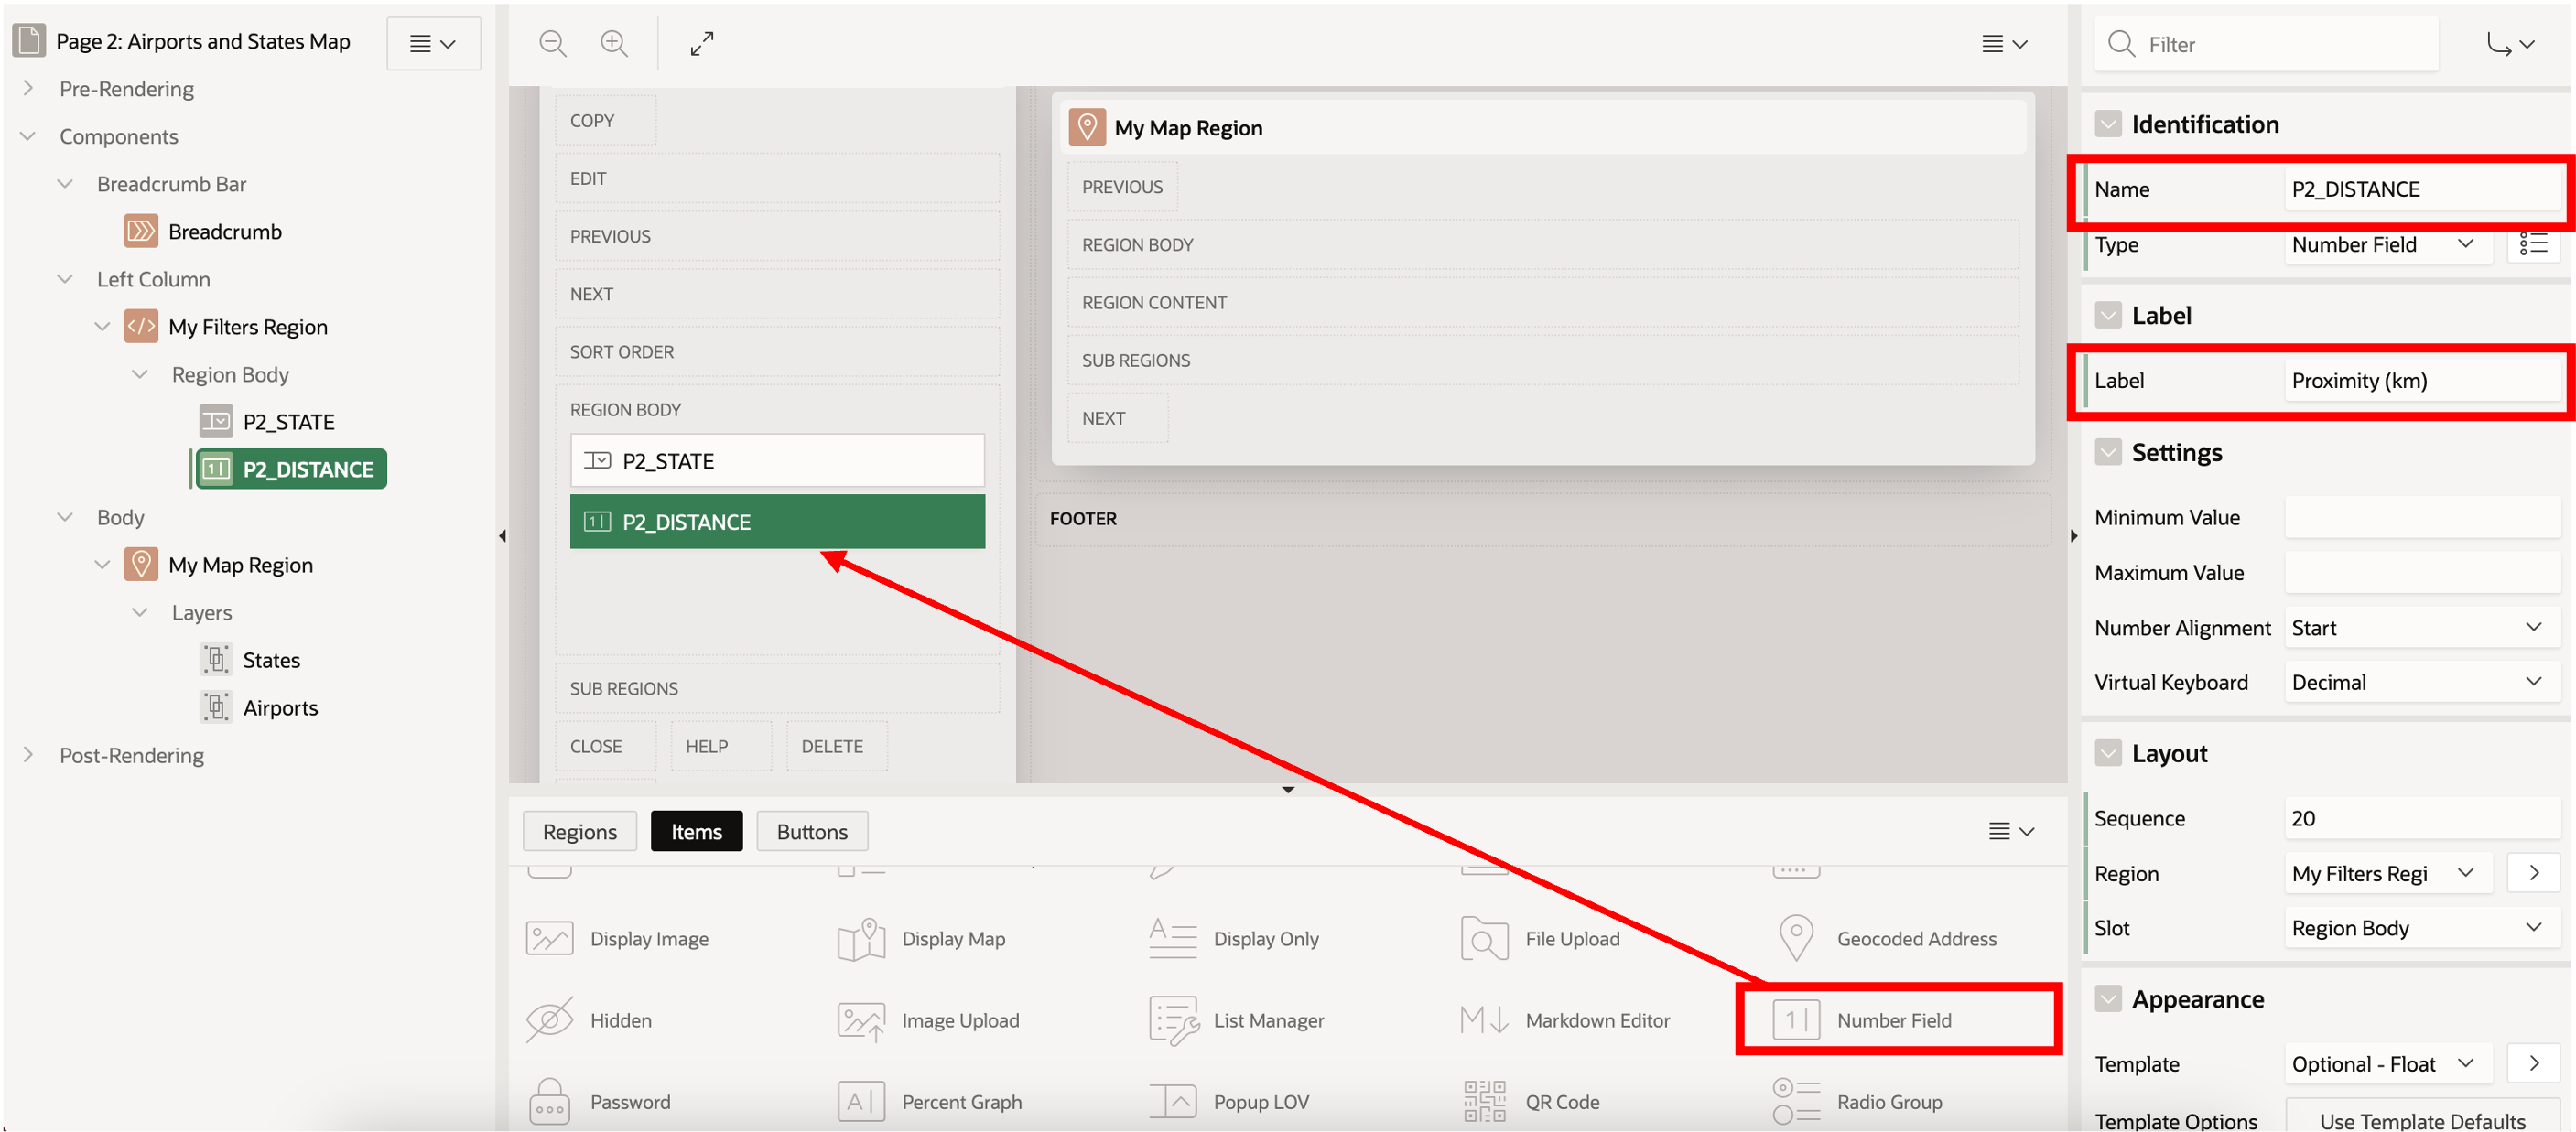 Page 2: Airports and States Map
Pre-Rendering
Components
Breadcrumb Bar
Breadcrumb
Left Column
My Filters Region
Region Body
P2_STATE
P2_DISTANCE
Body
My Map Region
Layers
States
Airports
Post-Rendering
COPY
EDIT
PREVIOUS
NEXT
SORT ORDER
REGION BODY
P2_STATE
P2_DISTANCE
SUB REGIONS
CLOSE HELP DELETE
My Map Region
PREVIOUS
REGION BODY
REGION CONTENT
SUB REGIONS
NEXT
FOOTER
Regions Items Buttons
Display Image Display Map Display Only File Upload Geocoded Address
Hidden Image Upload List Manager Markdown Editor Number Field
Password Percent Graph Popup LOV QR Code Radio Group
Filter
Identification
Name P2_DISTANCE
Type Number Field
Label
Label Proximity (km)
Settings
Minimum Value
Maximum Value
Number Alignment Start
Virtual Keyboard Decimal
Layout
Sequence 20
Region My Filters Regi
Slot Region Body
Appearance
Template Optional - Float
Template Options Use Template Defaults